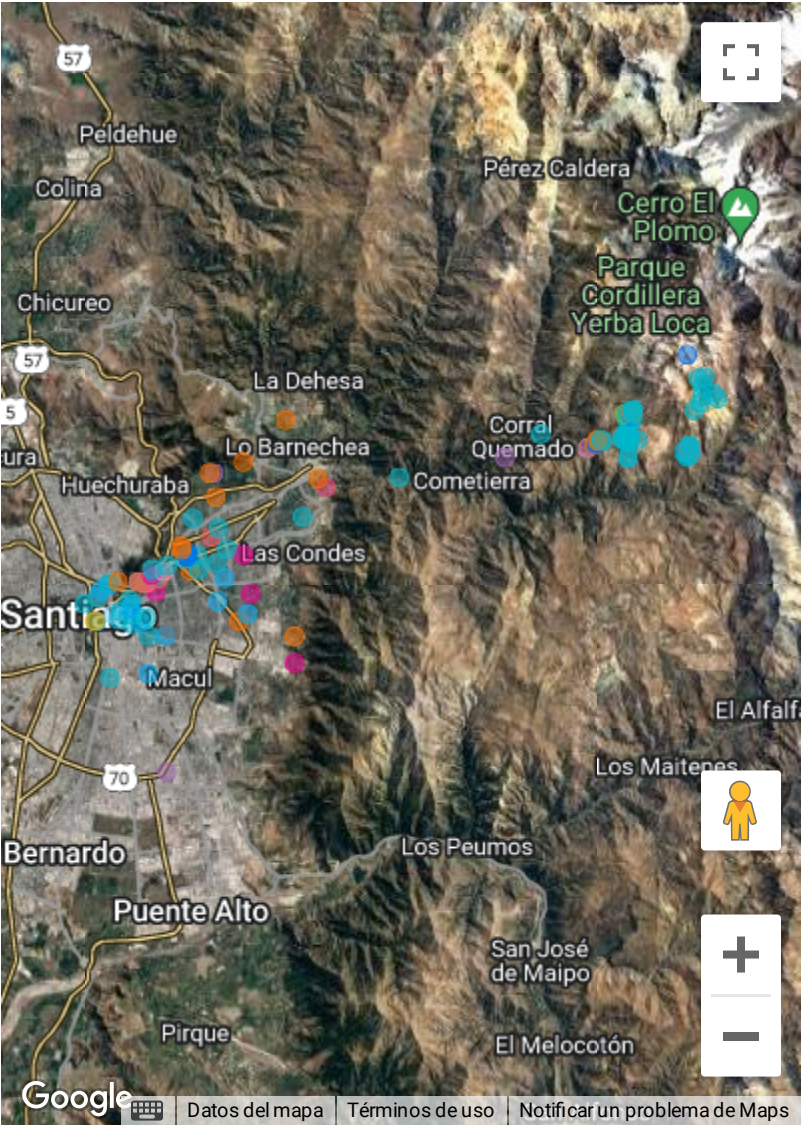 57
Peldehue
Pérez Caldera
Colina
Cerro El
Plomo
Parque
Cordillera
Yerba Loca
Chicureo
57
La Dehesa
5
Corral
Quemado
Lo Barnechea
ura
Huechuraba
Cometierra
Las Condes
Santiago
Macul
El Alfalfa
Los Maitenes
70
Los Peumos
Bernardo
Puente Alto
San José
de Maipo
Pirque
El Melocotón
Google
Datos del mapa
Términos de uso
Notificar un problema de Maps